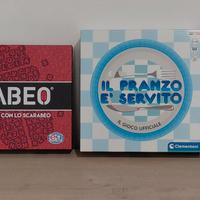 ABEO®
CON LO SCARABEO
IL PRANZO
E' SERVITO
IL GIOCO UFFICIALE
Clementoni